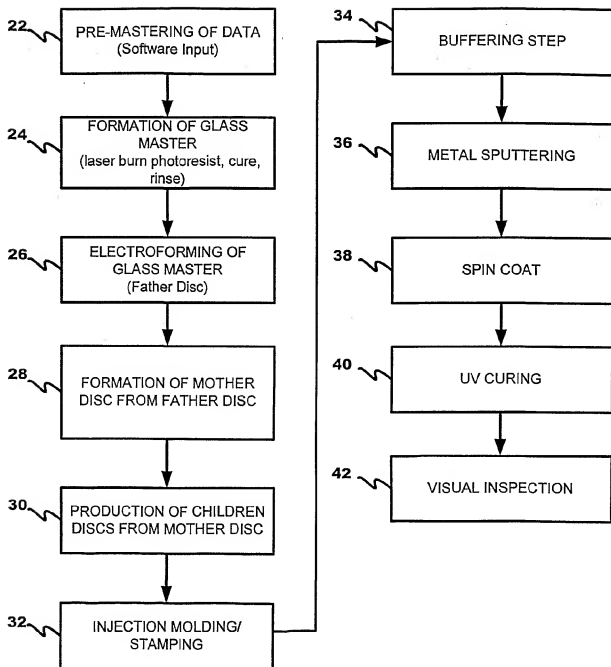 22
PRE-MASTERING OF DATA
(Software Input)
24
FORMATION OF GLASS
MASTER
(laser burn photoresist, cure,
rinse)
26
ELECTROFORMING OF
GLASS MASTER
(Father Disc)
28
FORMATION OF MOTHER
DISC FROM FATHER DISC
30
PRODUCTION OF CHILDREN
DISCS FROM MOTHER DISC
32
INJECTION MOLDING/
STAMPING
34
BUFFERING STEP
36
METAL SPUTTERING
38
SPIN COAT
40
UV CURING
42
VISUAL INSPECTION